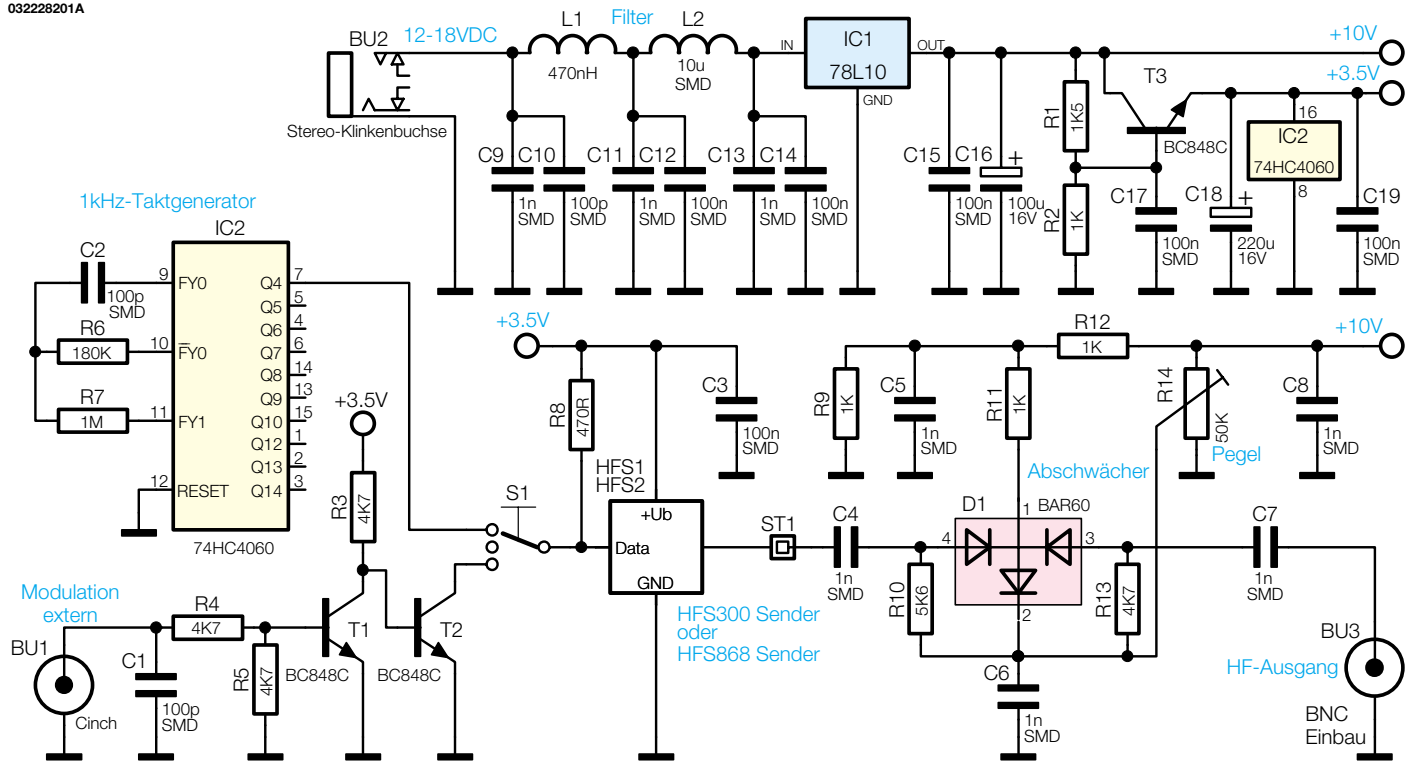 032228201A
BU2
12-18VDC
L1
Filter
L2
470nH
10u
SMD
IN
IC1
78L10
OUT
GND
+10V
+3.5V
T3
BC848C
R1
1K5
R2
1K
16
IC2
74HC4060
8
Stereo-Klinkenbuchse
C9
1n
SMD
C10
100p
SMD
C11
1n
SMD
C12
100n
SMD
C13
1n
SMD
C14
100n
SMD
C15
100n
SMD
C16
+
100u
16V
C17
100n
SMD
C18
+
220u
16V
C19
100n
SMD
1kHz-Taktgenerator
IC2
C2
100p
SMD
R6
180K
R7
1M
9
FY0
10
FY0
11
FY1
12
RESET
Q4
7
Q5
5
Q6
4
Q7
6
Q8
14
Q9
13
Q10
15
Q12
1
Q13
2
Q14
3
74HC4060
+3.5V
R3
4K7
Modulation
extern
BU1
Cinch
C1
100p
SMD
R4
4K7
R5
4K7
T1
BC848C
T2
BC848C
S1
+3.5V
R8
470R
C3
100n
SMD
HFS1
HFS2
+Ub
Data
GND
HFS300 Sender
oder
HFS868 Sender
ST1
C4
1n
SMD
R9
1K
C5
1n
SMD
R11
1K
R12
1K
+10V
R14
50K
Pegel
C8
1n
SMD
Abschwächer
D1
BAR60
1
4
3
2
R10
5K6
R13
4K7
C6
1n
SMD
C7
1n
SMD
BU3
HF-Ausgang
BNC
Einbau